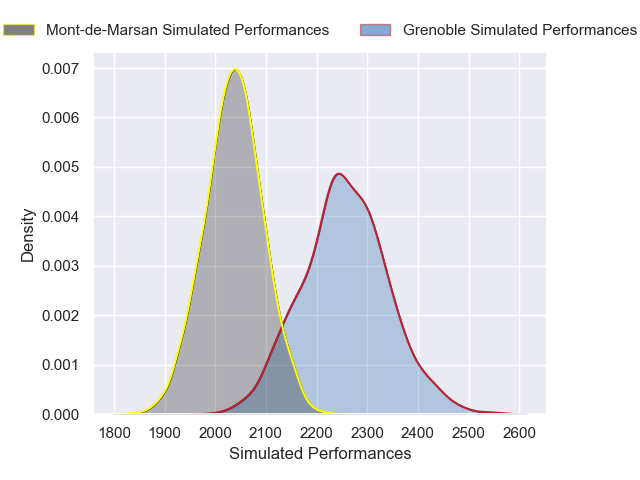 Mont-de-Marsan Simulated Performances Grenoble Simulated Performances
0.007
0.006
0.005
0.004
0.003
0.002
0.001
0.000
Density
1800 1900 2000 2100 2200 2300 2400 2500 2600
Simulated Performances